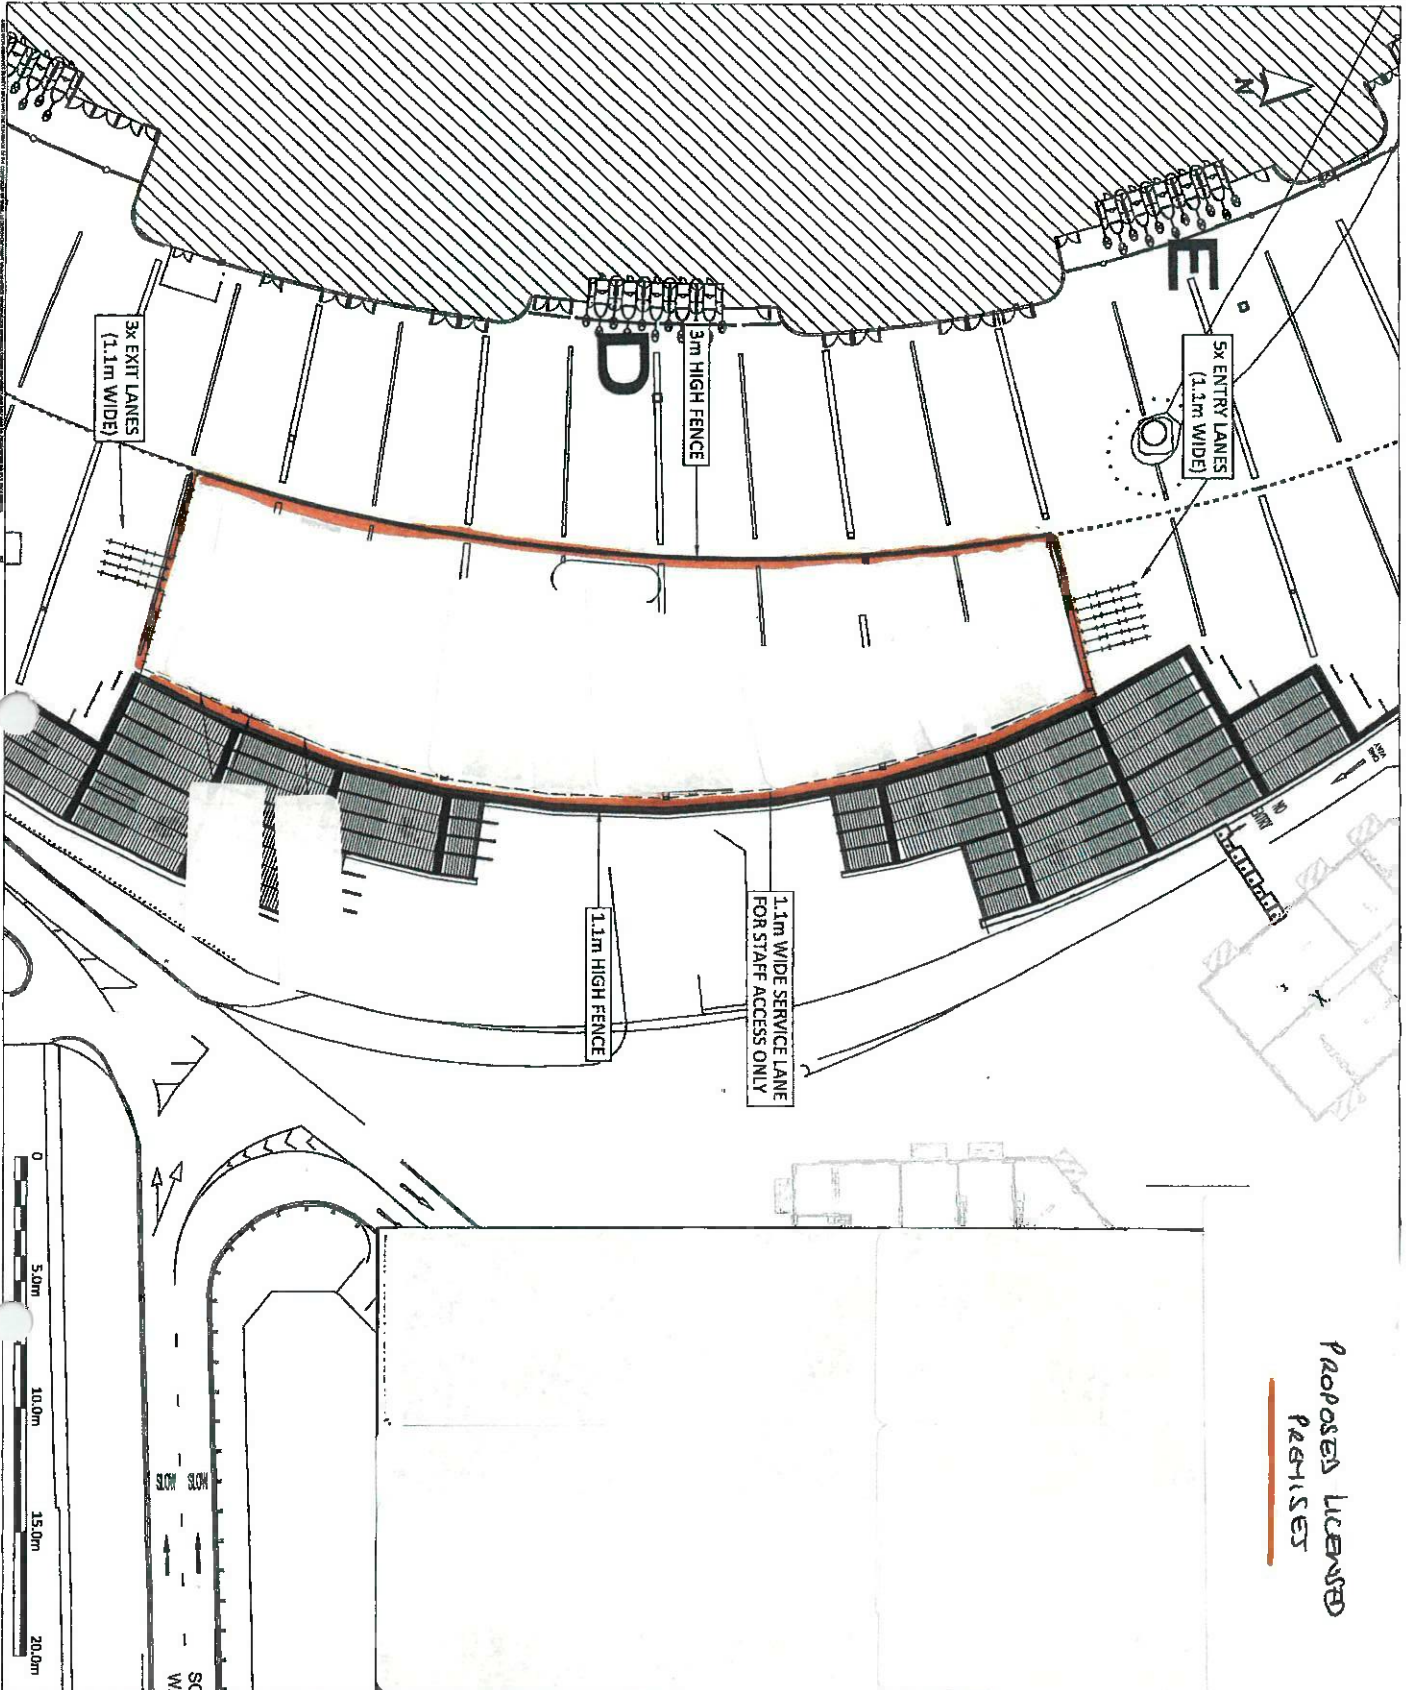 ONE
WAY
PROPOSED LICENSED
PREMISES
NO
ENTRY
N
5x ENTRY LANES
(1.1m WIDE)
E
1.1m WIDE SERVICE LANE
FOR STAFF ACCESS ONLY
3m HIGH FENCE
D
1.1m HIGH FENCE
SLOW
SLOW
3x EXIT LANES
(1.1m WIDE)
0 5.0m 10.0m 15.0m 20.0m